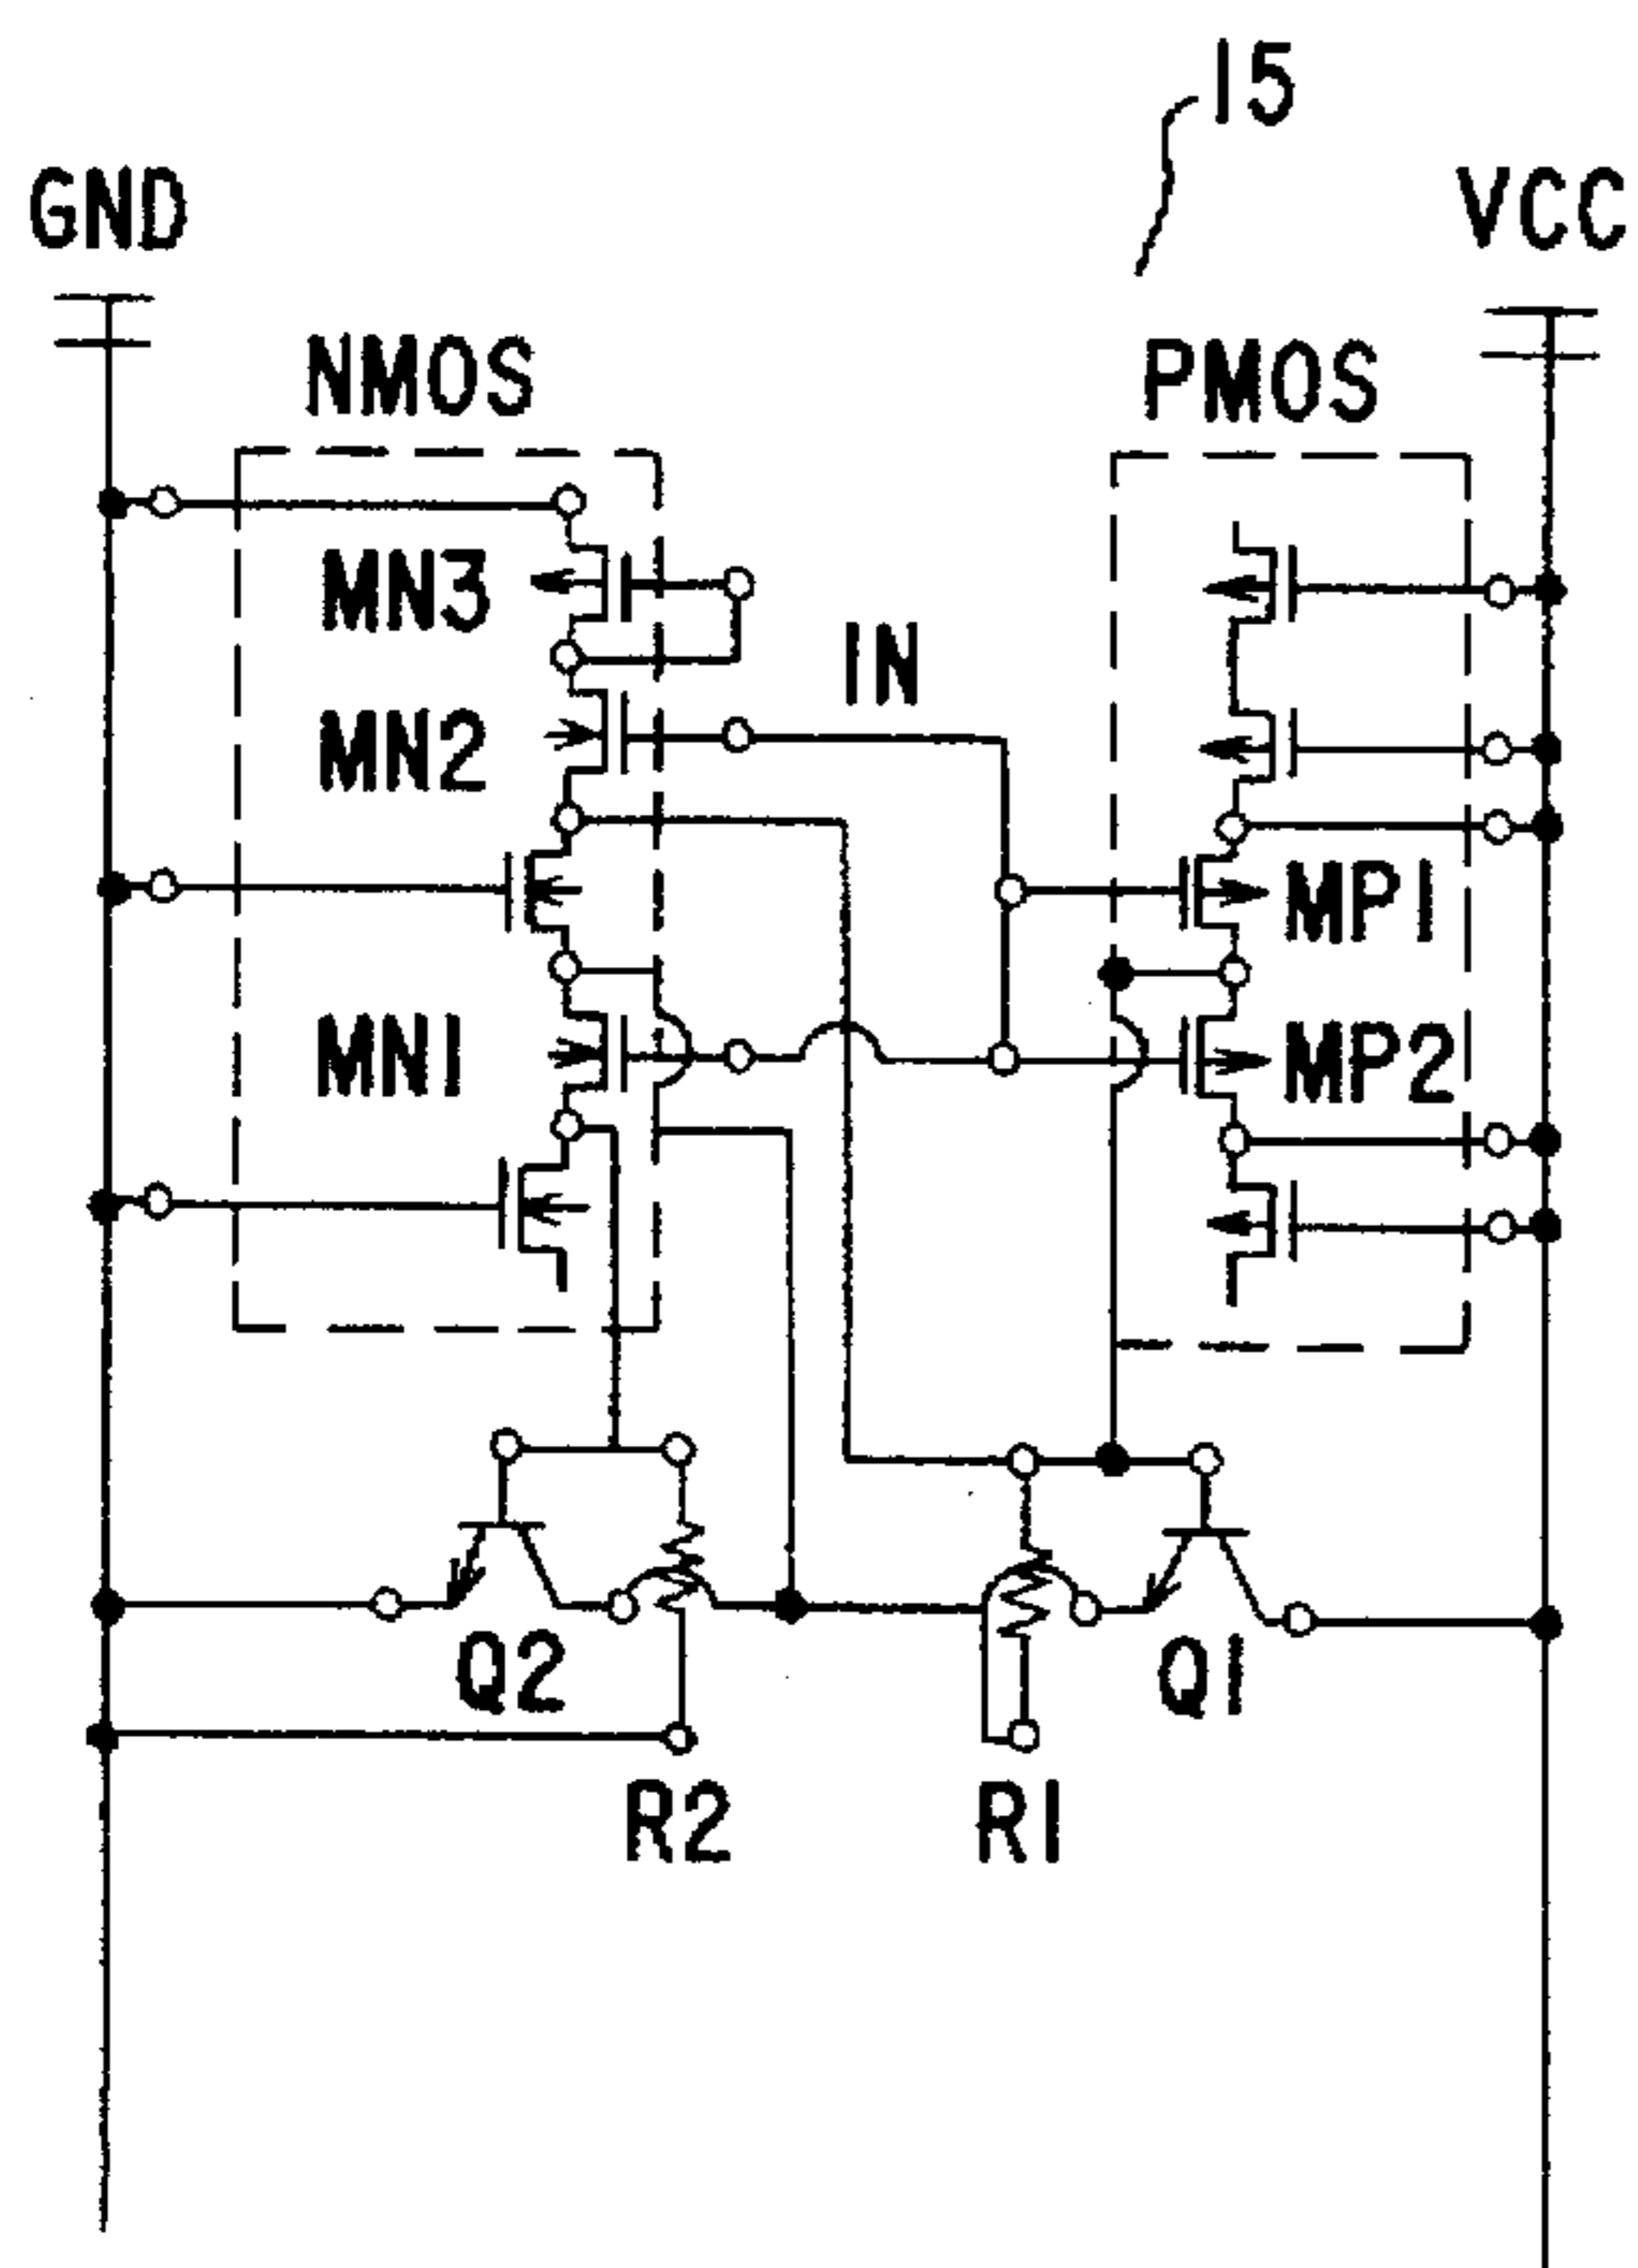 15
GND
VCC
NMOS
PMOS
MN3
IN
MN2
MP1
MN1
MP2
Q2
Q1
R2
R1